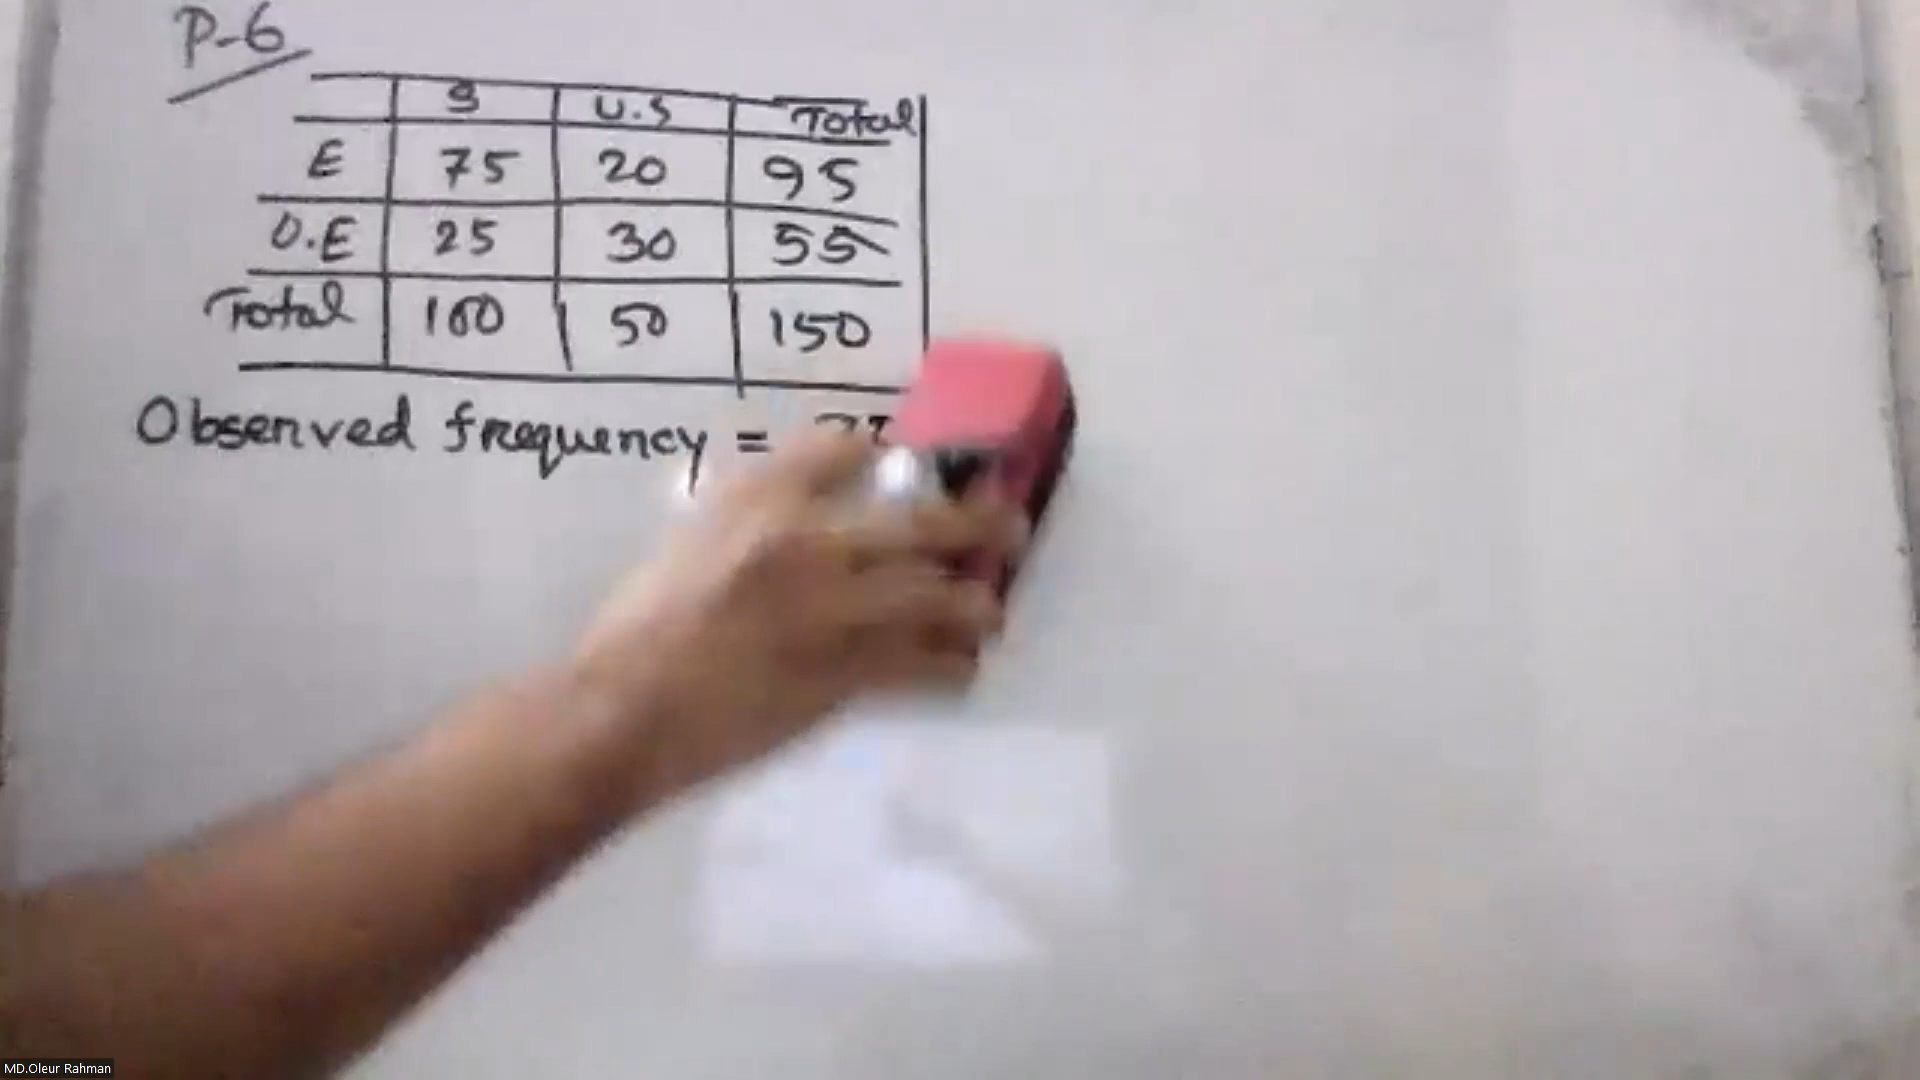 P-6
S U.S Total
E 75 20 95
U.E 25 30 55
Total 100 50 150
Observed frequency =
MD.Oleur Rahman